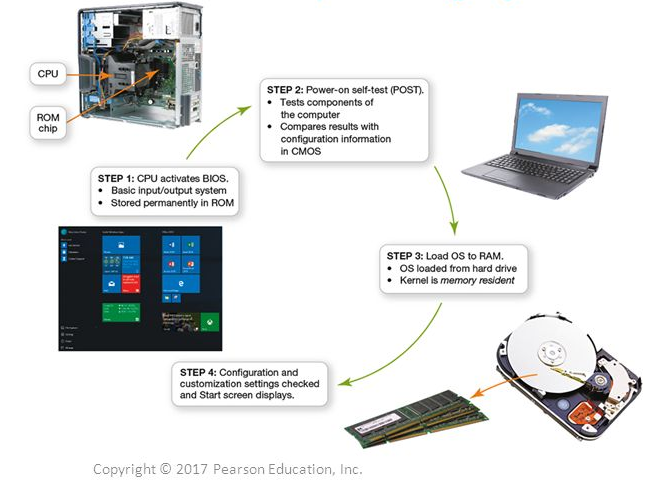 CPU
ROM
chip
STEP 1: CPU activates BIOS.
• Basic input/output system
• Stored permanently in ROM
STEP 2: Power-on self-test (POST).
• Tests components of
the computer
• Compares results with
configuration information
in CMOS
STEP 3: Load OS to RAM.
• OS loaded from hard drive
• Kernel is memory resident
STEP 4: Configuration and
customization settings checked
and Start screen displays.
Copyright © 2017 Pearson Education, Inc.